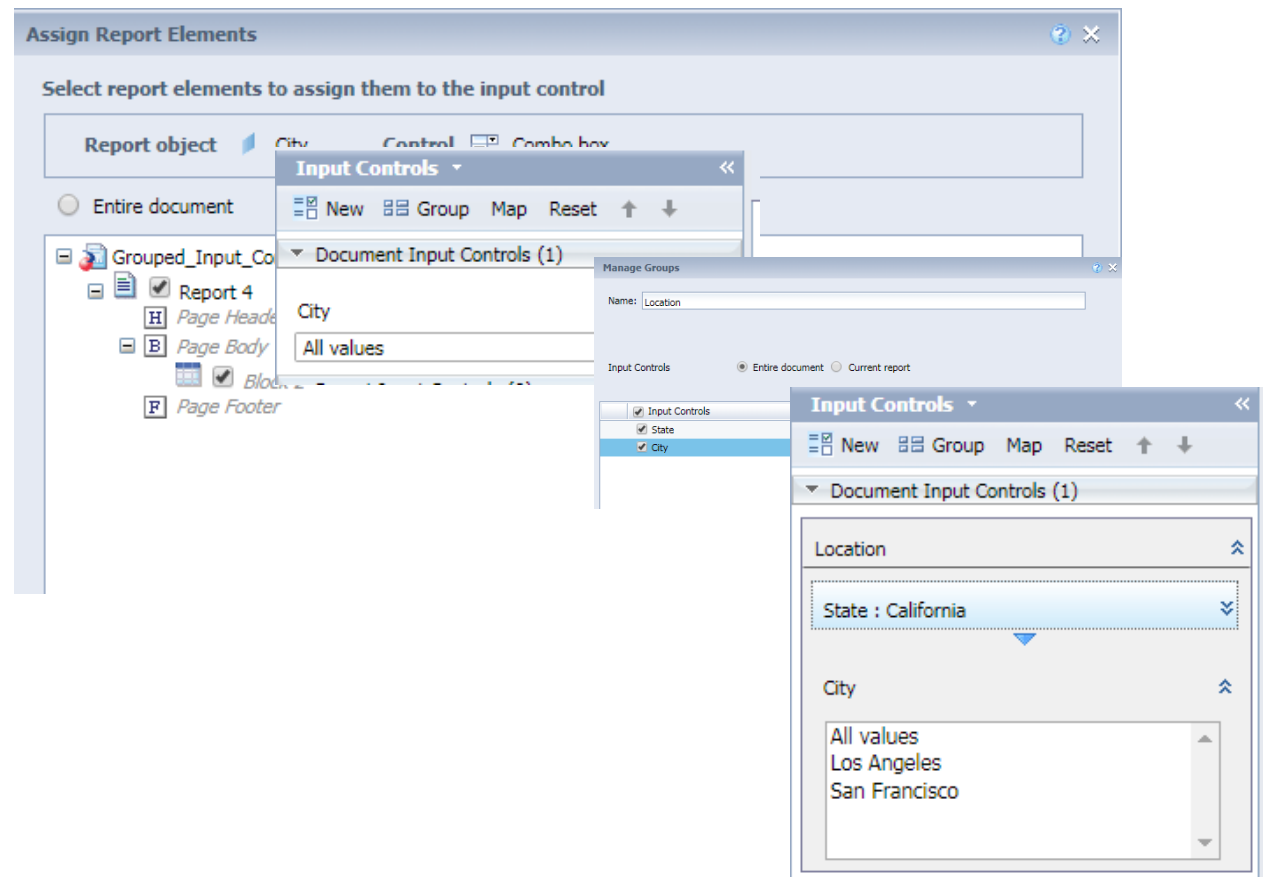 Assign Report Elements
Select report elements to assign them to the input control
Report object City Control Combo box
Entire document
Grouped_Input_Co
Report 4
H Page Heade
B Page Body
Block 2
F Page Footer
Input Controls
New Group Map Reset
Document Input Controls (1)
City
All values
Manage Groups
Name: Location
Input Controls Entire document Current report
Input Controls
State
City
Input Controls
New Group Map Reset
Document Input Controls (1)
Location
State : California
City
All values
Los Angeles
San Francisco